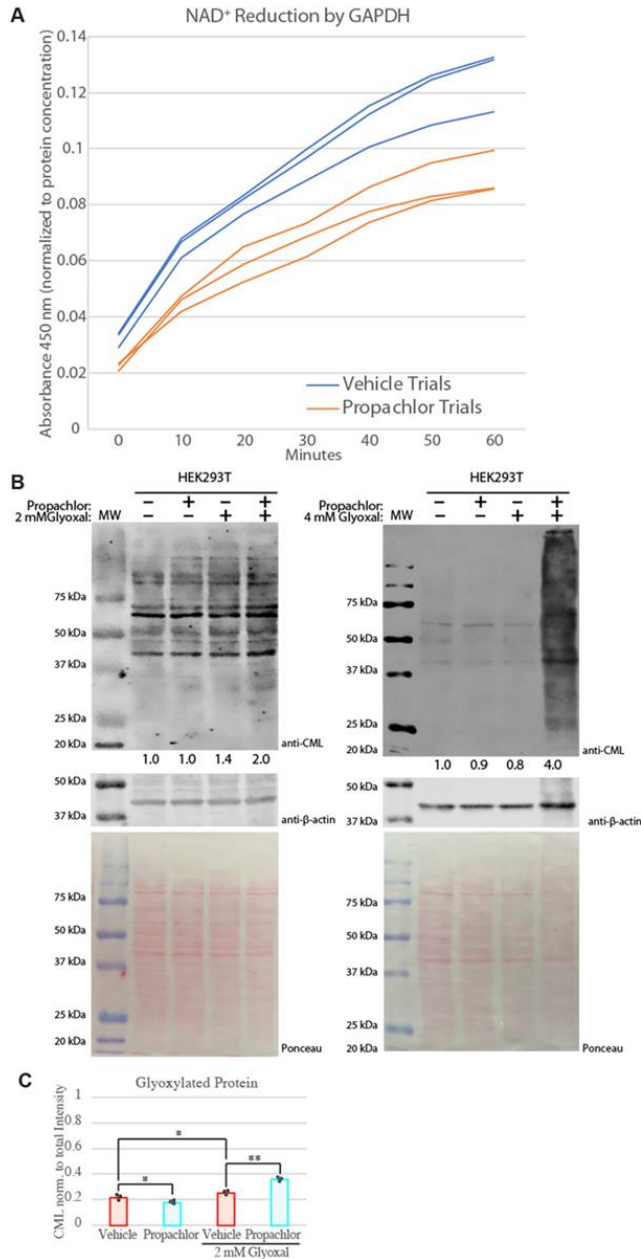 A
NAD⁺ Reduction by GAPDH
Absorbance 450 nm (normalized to protein concentration)
0.14
0.12
0.1
0.08
0.06
0.04
0.02
0
0 10 20 30 40 50 60
Minutes
Vehicle Trials
Propachlor Trials
B
HEK293T
Propachlor: − + − +
2 mMGlyoxal: − − + +
MW
75 kDa
50 kDa
37 kDa
25 kDa
20 kDa
anti-CML
1.0 1.0 1.4 2.0
50 kDa
37 kDa
anti-β-actin
75 kDa
50 kDa
37 kDa
25 kDa
20 kDa
Ponceau
HEK293T
Propachlor: − + − +
4 mM Glyoxal: − − + +
MW
75 kDa
50 kDa
37 kDa
25 kDa
20 kDa
anti-CML
1.0 0.9 0.8 4.0
50 kDa
37 kDa
anti-β-actin
75 kDa
50 kDa
37 kDa
25 kDa
20 kDa
Ponceau
C
Glyoxylated Protein
CML norm. to total Intensity
1
0.8
0.6
0.4
0.2
0
*
*
**
Vehicle Propachlor Vehicle Propachlor
2 mM Glyoxal